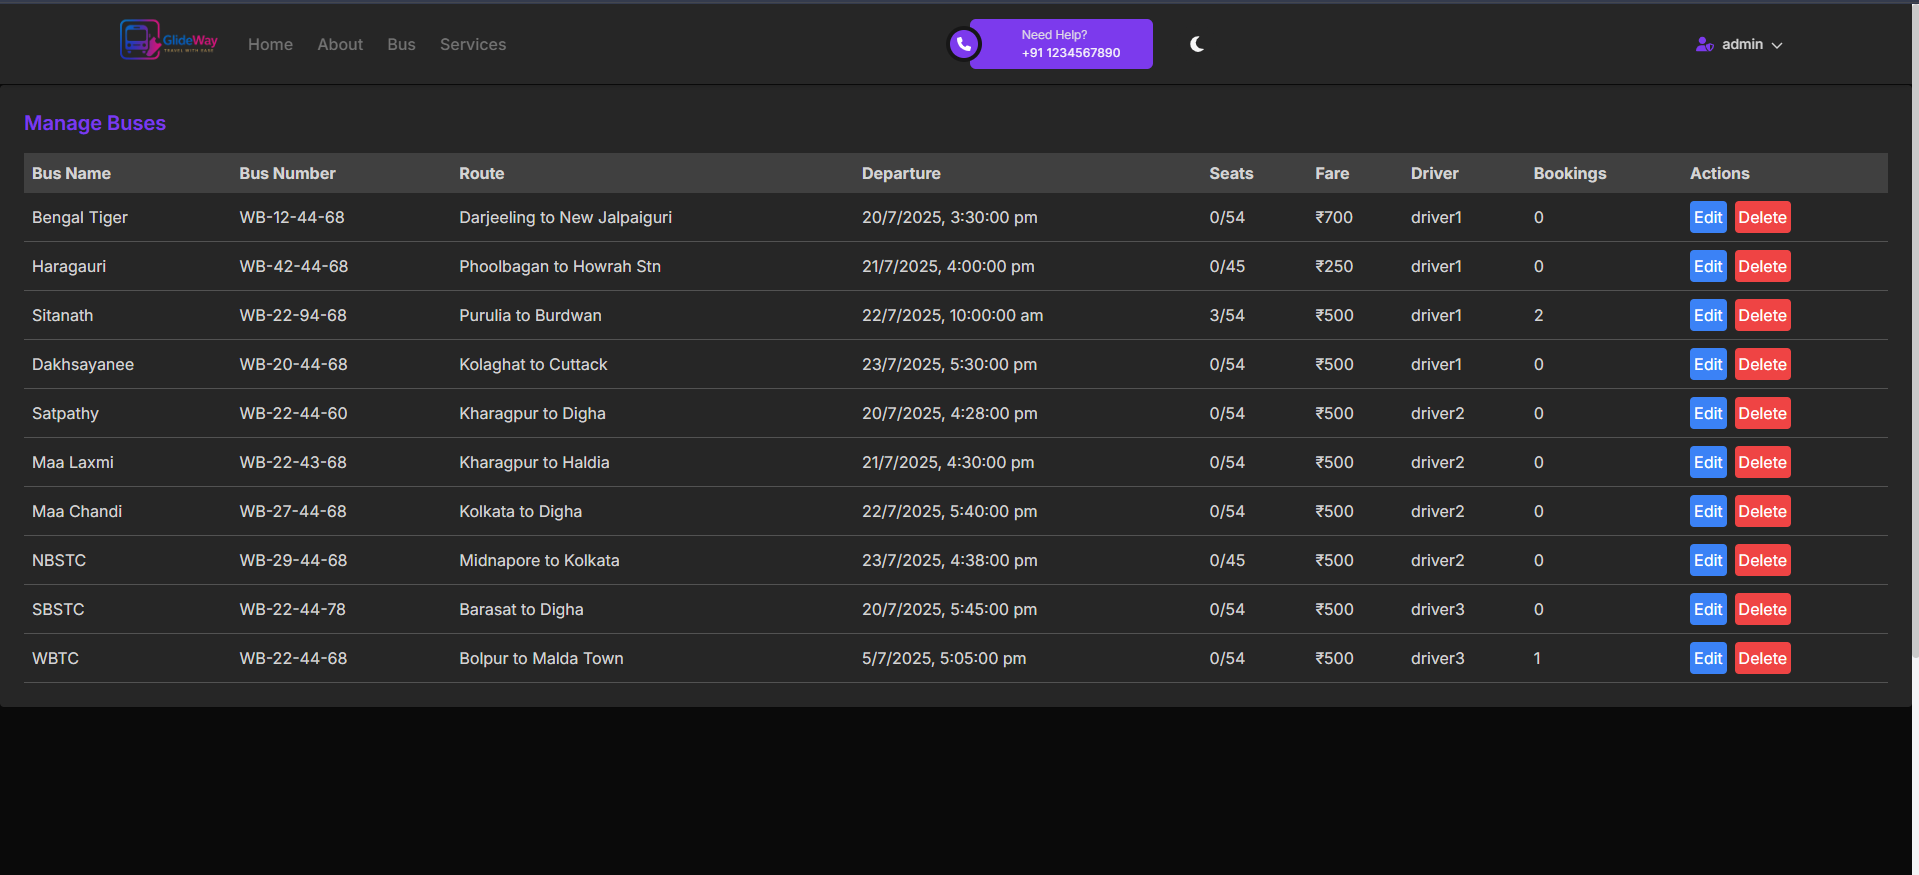 GlideWay
TRAVEL WITH EASE
Home About Bus Services
Need Help?
+91 1234567890
admin
Manage Buses
Bus Name Bus Number Route Departure Seats Fare Driver Bookings Actions
Bengal Tiger WB-12-44-68 Darjeeling to New Jalpaiguri 20/7/2025, 3:30:00 pm 0/54 ₹700 driver1 0 Edit Delete
Haragauri WB-42-44-68 Phoolbagan to Howrah Stn 21/7/2025, 4:00:00 pm 0/45 ₹250 driver1 0 Edit Delete
Sitanath WB-22-94-68 Purulia to Burdwan 22/7/2025, 10:00:00 am 3/54 ₹500 driver1 2 Edit Delete
Dakhsayanee WB-20-44-68 Kolaghat to Cuttack 23/7/2025, 5:30:00 pm 0/54 ₹500 driver1 0 Edit Delete
Satpathy WB-22-44-60 Kharagpur to Digha 20/7/2025, 4:28:00 pm 0/54 ₹500 driver2 0 Edit Delete
Maa Laxmi WB-22-43-68 Kharagpur to Haldia 21/7/2025, 4:30:00 pm 0/54 ₹500 driver2 0 Edit Delete
Maa Chandi WB-27-44-68 Kolkata to Digha 22/7/2025, 5:40:00 pm 0/54 ₹500 driver2 0 Edit Delete
NBSTC WB-29-44-68 Midnapore to Kolkata 23/7/2025, 4:38:00 pm 0/45 ₹500 driver2 0 Edit Delete
SBSTC WB-22-44-78 Barasat to Digha 20/7/2025, 5:45:00 pm 0/54 ₹500 driver3 0 Edit Delete
WBTC WB-22-44-68 Bolpur to Malda Town 5/7/2025, 5:05:00 pm 0/54 ₹500 driver3 1 Edit Delete